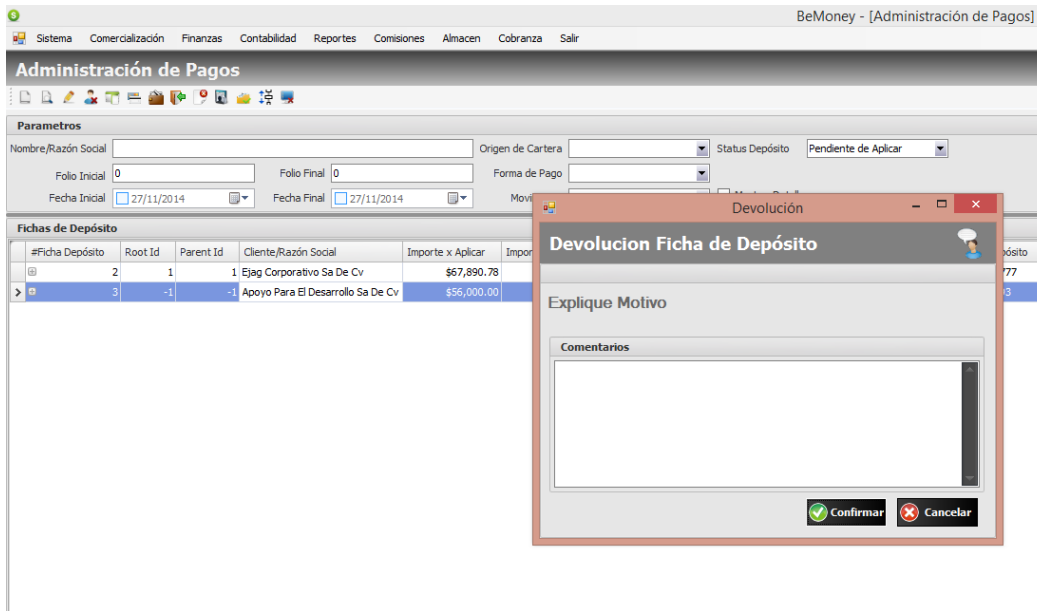 BeMoney - [Administración de Pagos]
Sistema Comercialización Finanzas Contabilidad Reportes Comisiones Almacen Cobranza Salir
Administración de Pagos
Parametros
Nombre/Razón Social Origen de Cartera Status Depósito Pendiente de Aplicar
Folio Inicial 0 Folio Final 0 Forma de Pago
Fecha Inicial 27/11/2014 Fecha Final 27/11/2014 Movi
Fichas de Depósito
#Ficha Depósito Root Id Parent Id Cliente/Razón Social Importe x Aplicar Impor pósito
2 1 1 Ejag Corporativo Sa De Cv $67,890.78 777
3 -1 -1 Apoyo Para El Desarrollo Sa De Cv $56,000.00
Devolución
Devolucion Ficha de Depósito
Explique Motivo
Comentarios
Confirmar Cancelar